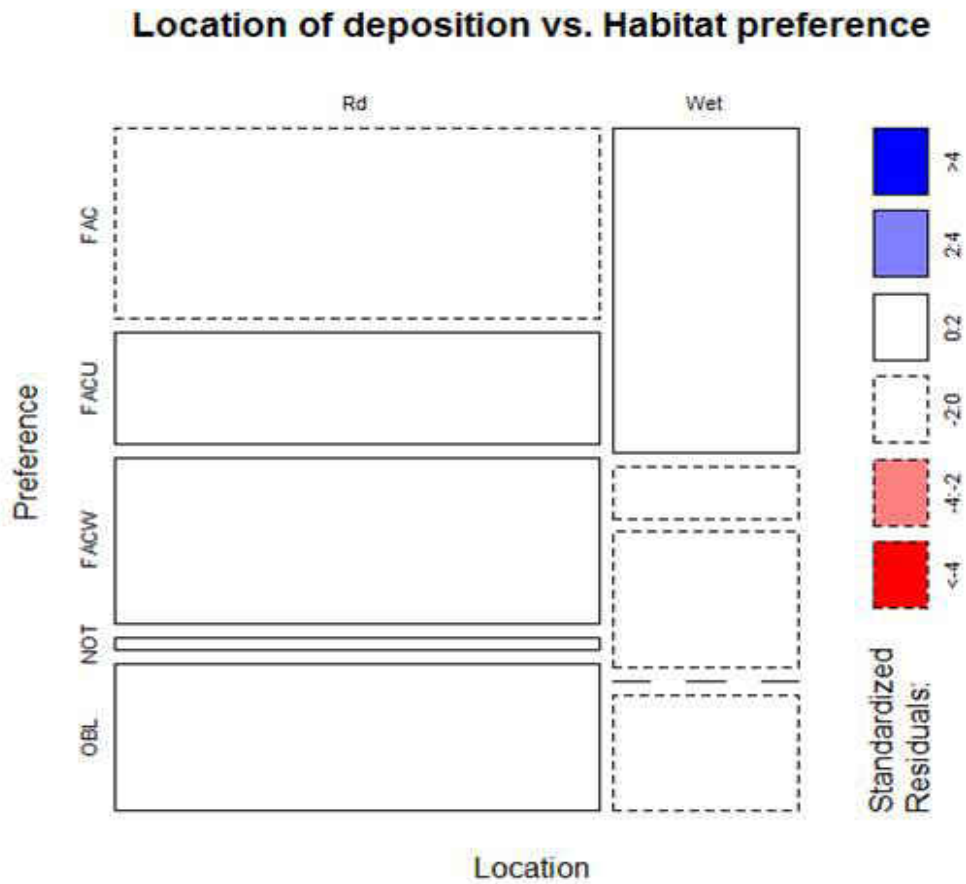 Location of deposition vs. Habitat preference
Rd
Wet
FAC
FACU
FACW
NOT
OBL
Preference
Location
>4
2:4
0:2
-2:0
-4:-2
<-4
Standardized
Residuals: